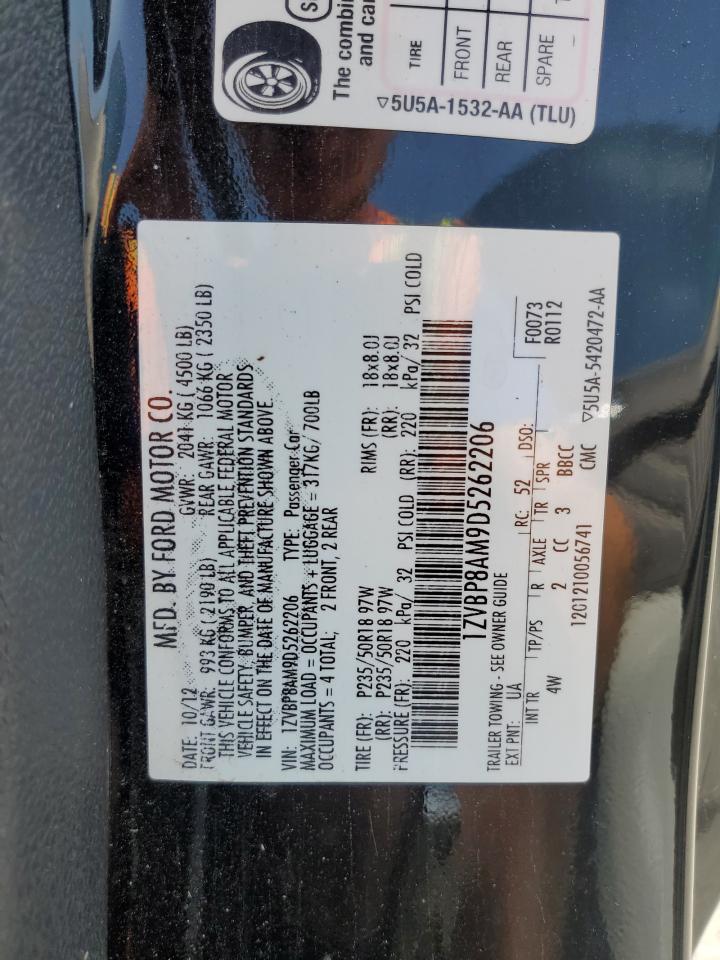 The combi
and ca
TIRE
FRONT
REAR
SPARE
5U5A-1532-AA (TLU)
MFD. BY FORD MOTOR CO.
DATE: 10/12 GVWR: 2041 KG ( 4500 LB)
FRONT GAWR: 993 KG ( 2190 LB) REAR GAWR: 1066 KG ( 2350 LB)
THIS VEHICLE CONFORMS TO ALL APPLICABLE FEDERAL MOTOR
VEHICLE SAFETY, BUMPER, AND THEFT PREVENTION STANDARDS
IN EFFECT ON THE DATE OF MANUFACTURE SHOWN ABOVE.
VIN: 1ZVBP8AM9D5262206 TYPE: Passenger Car
MAXIMUM LOAD = OCCUPANTS + LUGGAGE = 317KG/ 700LB
OCCUPANTS = 4 TOTAL; 2 FRONT, 2 REAR
TIRE (FR): P235/50R18 97W RIMS (FR): 18x8.0J
(RR): P235/50R18 97W (RR): 18x8.0J
PRESSURE (FR): 220 kPa/ 32 PSI COLD (RR): 220 kPa/ 32 PSI COLD
1ZVBP8AM9D5262206
TRAILER TOWING - SEE OWNER GUIDE
EXT PNT: UA RC: 52 DSO: F0073
R0112
INT TR TP/PS R AXLE TR SPR
4W 2 CC 3 BBCC
1201210056741 CMC ▽5U5A-5420472-AA